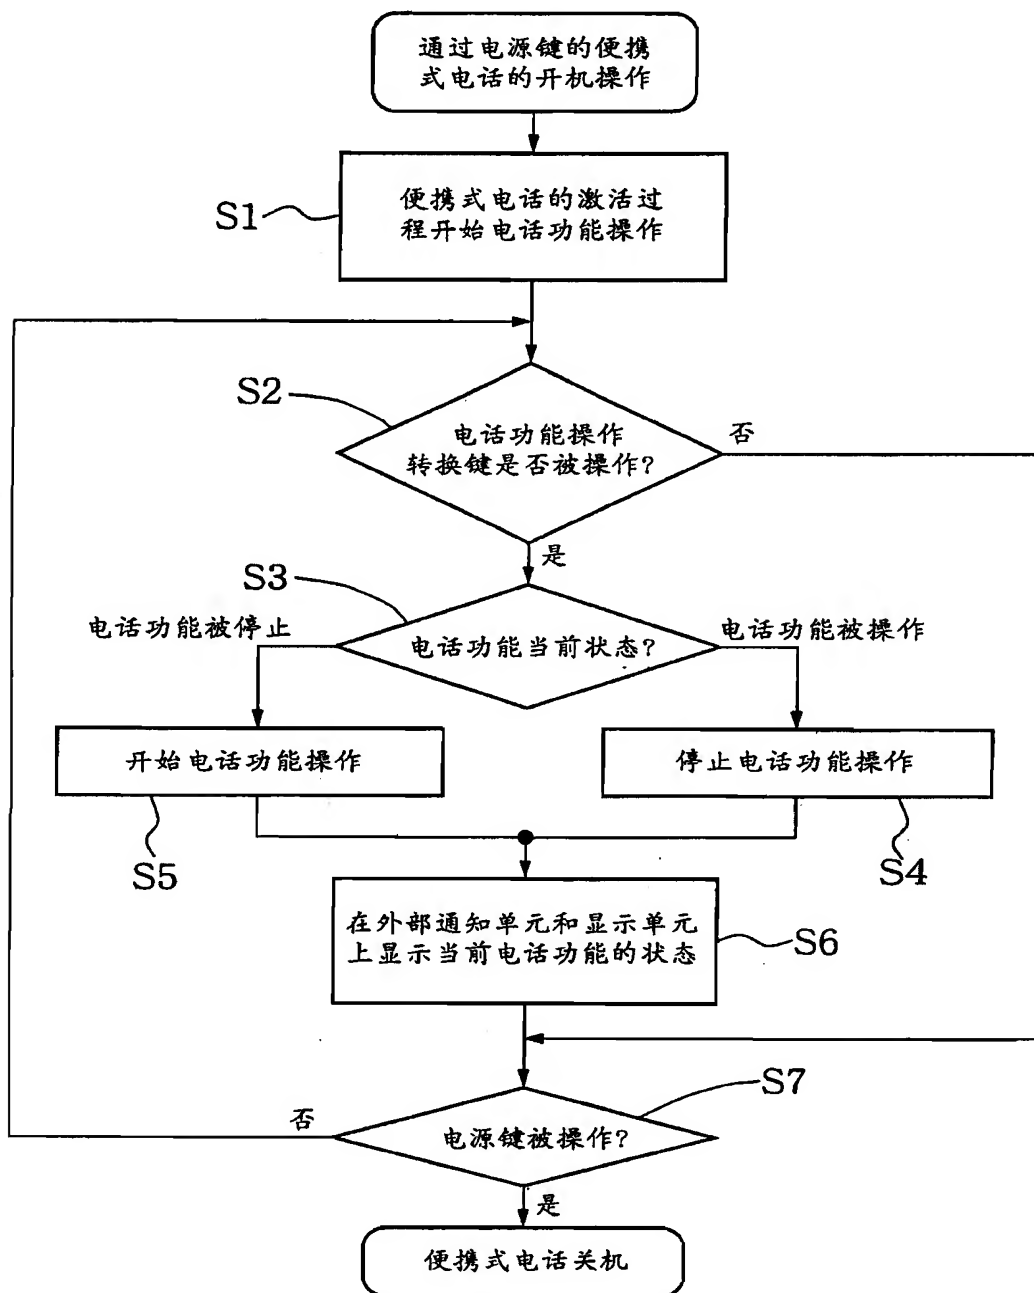 通过电源键的便携
式电话的开机操作
S1
便携式电话的激活过
程开始电话功能操作
S2
电话功能操作
转换键是否被操作?
否
是
S3
电话功能被停止
电话功能当前状态?
电话功能被操作
开始电话功能操作
停止电话功能操作
S5
S4
在外部通知单元和显示单元
上显示当前电话功能的状态
S6
S7
否
电源键被操作?
是
便携式电话关机